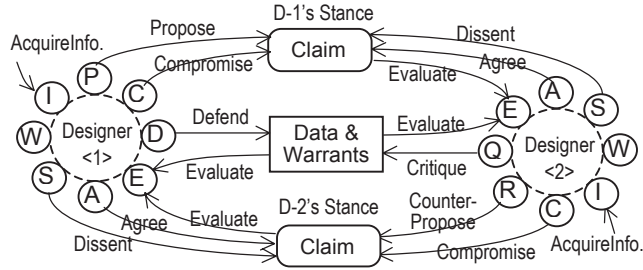 D-1's Stance
Propose
Dissent
AcquireInfo.
Claim
P
Compromise
Agree
I
C
Evaluate
A
E
S
Designer
<1>
W
D
Defend
Data &
Warrants
Evaluate
Q
Designer
<2>
W
Evaluate
Critique
S
E
R
I
A
D-2's Stance
Counter-
Propose
C
Evaluate
Agree
Claim
AcquireInfo.
Dissent
Compromise